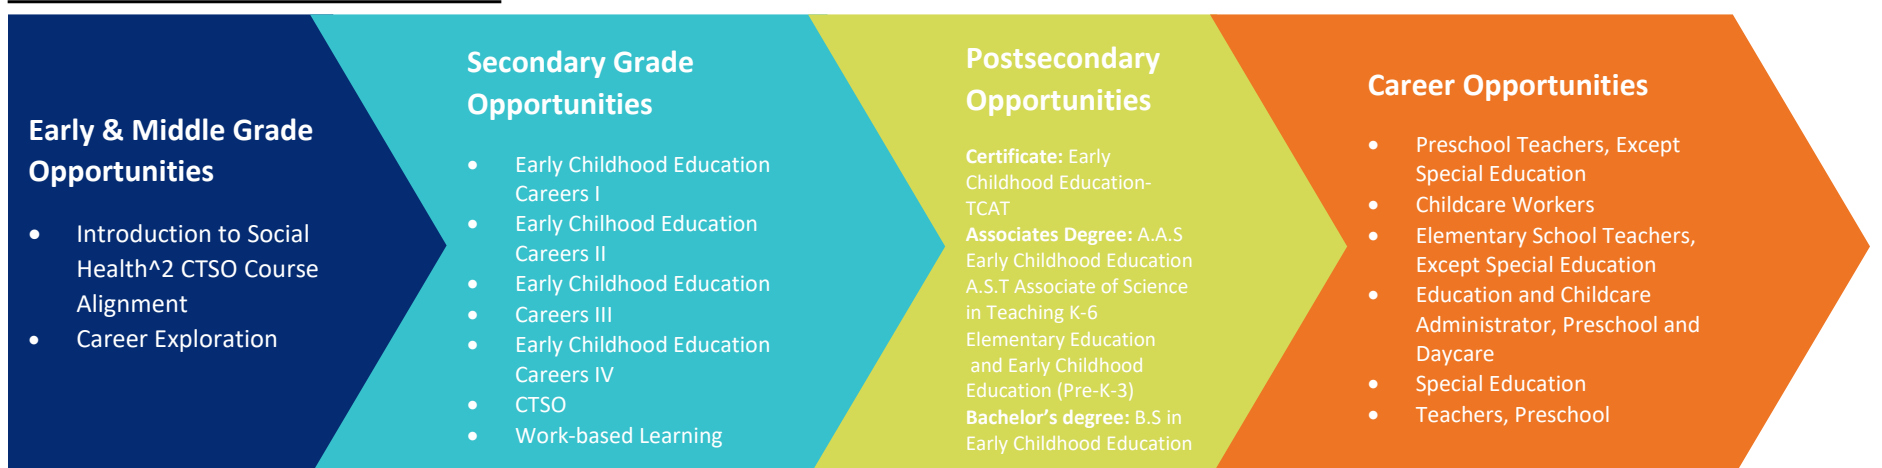 Early & Middle Grade
Opportunities
• Introduction to Social
Health^2 CTSO Course
Alignment
• Career Exploration
Secondary Grade
Opportunities
• Early Childhood Education
Careers I
• Early Chilhood Education
Careers II
• Early Childhood Education
• Careers III
• Early Childhood Education
Careers IV
• CTSO
• Work-based Learning
Postsecondary
Opportunities
Certificate: Early
Childhood Education-
TCAT
Associates Degree: A.A.S
Early Childhood Education
A.S.T Associate of Science
in Teaching K-6
Elementary Education
and Early Childhood
Education (Pre-K-3)
Bachelor’s degree: B.S in
Early Childhood Education
Career Opportunities
• Preschool Teachers, Except
Special Education
• Childcare Workers
• Elementary School Teachers,
Except Special Education
• Education and Childcare
Administrator, Preschool and
Daycare
• Special Education
• Teachers, Preschool